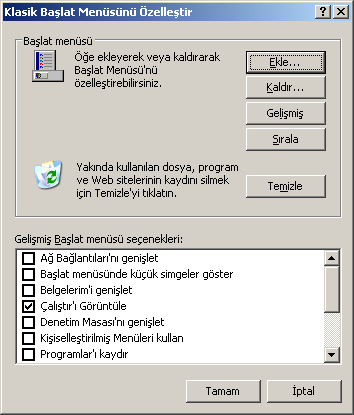 Klasik Başlat Menüsünü Özelleştir
Başlat menüsü
Öğe ekleyerek veya kaldırarak
Başlat Menüsü'nü
özelleştirebilirsiniz.
Ekle...
Kaldır...
Gelişmiş
Sırala
Yakında kullanılan dosya, program
ve Web sitelerinin kaydını silmek
için Temizle'yi tıklatın.
Temizle
Gelişmiş Başlat menüsü seçenekleri:
Ağ Bağlantıları'nı genişlet
Başlat menüsünde küçük simgeler göster
Belgelerim'i genişlet
Çalıştır'ı Görüntüle
Denetim Masası'nı genişlet
Kişiselleştirilmiş Menüleri kullan
Programlar'ı kaydır
Tamam
İptal